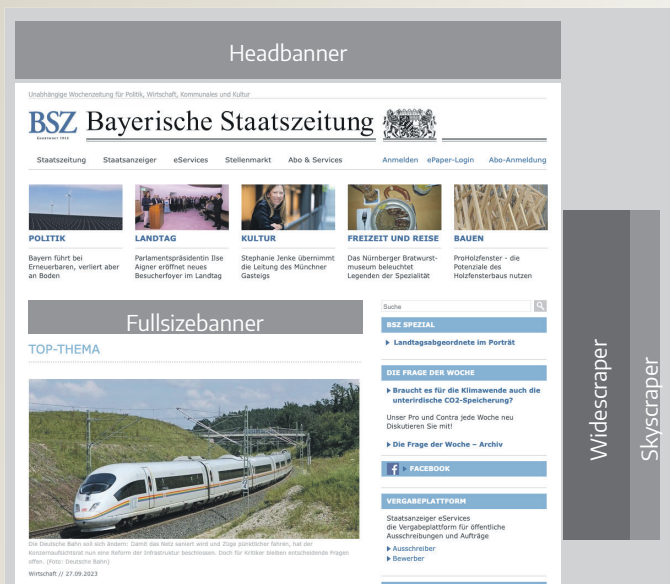 Headbanner
Unabhängige Wochenzeitung für Politik, Wirtschaft, Kommunales und Kultur
BSZ Bayerische Staatszeitung
Staatszeitung Staatsanzeiger eServices Stellenmarkt Abo & Services Anmelden ePaper-Login Abo-Anmeldung
POLITIK
Bayern führt bei
Erneuerbaren, verliert aber
an Boden
LANDTAG
Parlamentspräsidentin Ilse
Aigner eröffnet neues
Besucherfoyer im Landtag
KULTUR
Stephanie Jenke übernimmt
die Leitung des Münchner
Gasteigs
FREIZEIT UND REISE
Das Nürnberger Bratwurst-
museum beleuchtet
Legenden der Spezialität
BAUEN
ProHolzfenster - die
Potenziale des
Holzfensterbaus nutzen
Fullsizebanner
TOP-THEMA
Die Deutsche Bahn soll sich ändern: Damit das Netz saniert wird und Züge pünktlicher fahren, hat der
Konzernaufsichtsrat nun eine Reform der Infrastruktur beschlossen. Doch für Kritiker bleiben entscheidende Fragen
offen. (Foto: Deutsche Bahn)
Wirtschaft // 27.09.2023
Suche
BSZ SPEZIAL
Landtagsabgeordnete im Porträt
DIE FRAGE DER WOCHE
Braucht es für die Klimawende auch die
unterirdische CO2-Speicherung?
Unser Pro und Contra jede Woche neu
Diskutieren Sie mit!
Die Frage der Woche – Archiv
f FACEBOOK
VERGABEPLATTFORM
Staatsanzeiger eServices
die Vergabeplattform für öffentliche
Ausschreibungen und Aufträge
Ausschreiber
Bewerber
Widescraper
Skyscraper